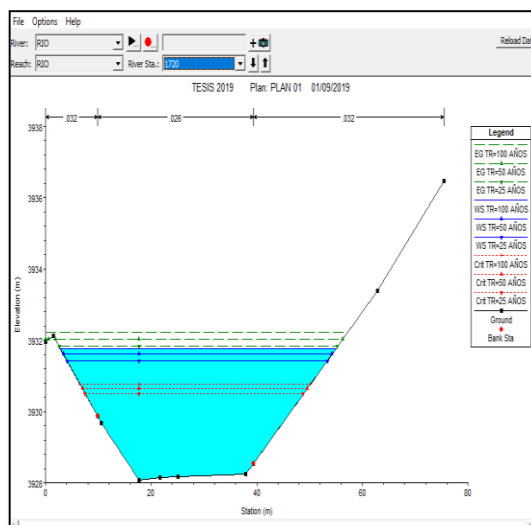 File Options Help
River: RIO
Reload Dat
Reach: RIO River Sta.: 1720
TESIS 2019 Plan: PLAN 01 01/09/2019
.032 .026 .032
3938
3936
3934
3932
3930
3928
Elevation (m)
0 20 40 60 80
Station (m)
Legend
EG TR=100 AÑOS
EG TR=50 AÑOS
EG TR=25 AÑOS
WS TR=100 AÑOS
WS TR=50 AÑOS
WS TR=25 AÑOS
Crit TR=100 AÑOS
Crit TR=50 AÑOS
Crit TR=25 AÑOS
Ground
Bank Sta